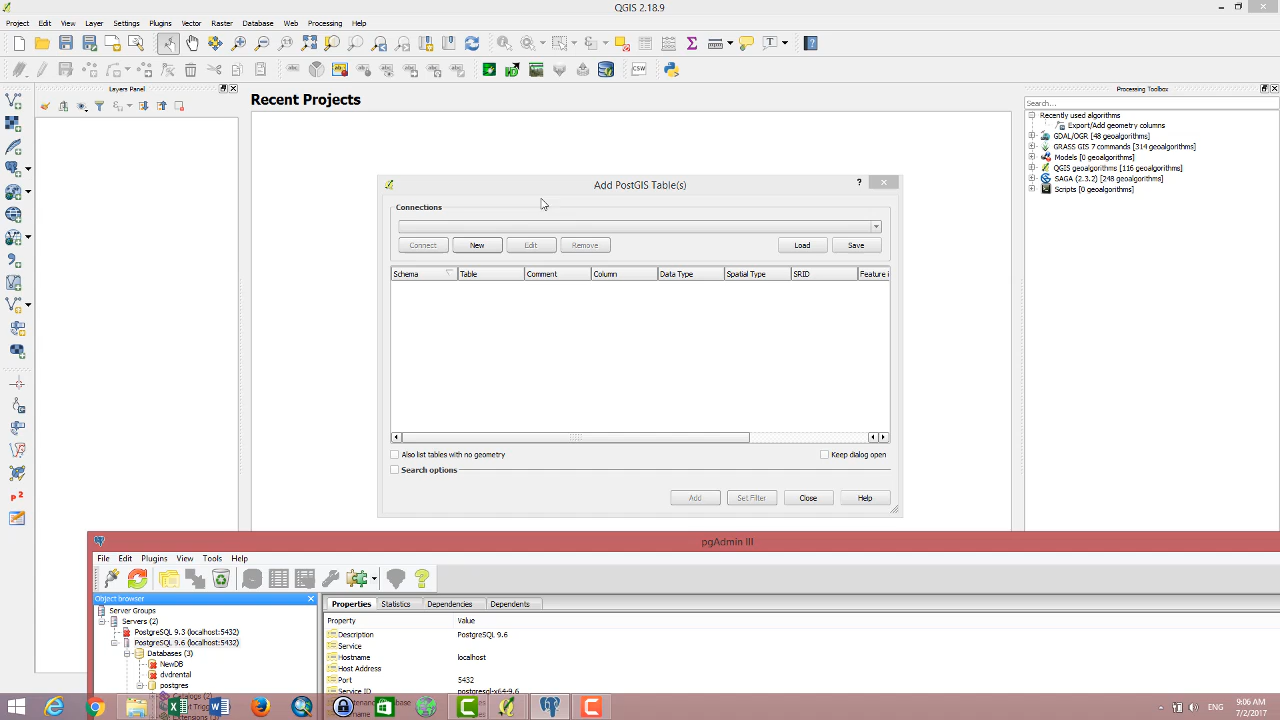 QGIS 2.18.9
Project Edit View Layer Settings Plugins Vector Raster Database Web Processing Help
Layers Panel
Recent Projects
Processing Toolbox
Search...
Recently used algorithms
Export/Add geometry columns
GDAL/OGR [48 geoalgorithms]
GRASS GIS 7 commands [314 geoalgorithms]
Models [0 geoalgorithms]
QGIS geoalgorithms [116 geoalgorithms]
SAGA (2.3.2) [248 geoalgorithms]
Scripts [0 geoalgorithms]
Add PostGIS Table(s)
Connections
Connect New Edit Remove Load Save
Schema Table Comment Column Data Type Spatial Type SRID Feature i
Also list tables with no geometry Keep dialog open
Search options
Add Set Filter Close Help
pgAdmin III
File Edit Plugins View Tools Help
Object browser
Properties Statistics Dependencies Dependents
Server Groups
Servers (2)
PostgreSQL 9.3 (localhost:5432)
PostgreSQL 9.6 (localhost:5432)
Databases (3)
NewDB
dvdrental
postgres
Property Value
Description PostgreSQL 9.6
Service
Hostname localhost
Host Address
Port 5432
Service ID postgresql-x64-9.6
ENG
9:06 AM
7/2/2017